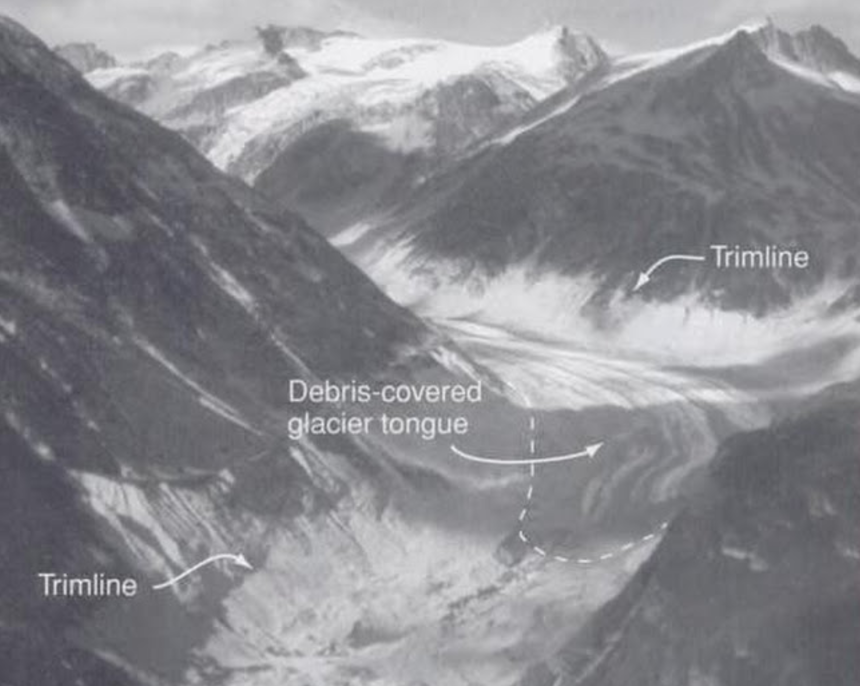 Trimline
Debris-covered
glacier tongue
Trimline